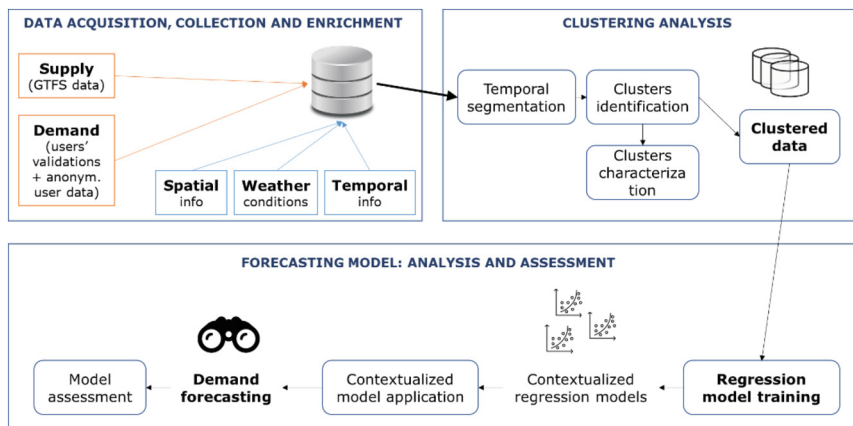 DATA ACQUISITION, COLLECTION AND ENRICHMENT
Supply
(GTFS data)
Demand
(users'
validations
+ anonym.
user data)
Spatial
info
Weather
conditions
Temporal
info
CLUSTERING ANALYSIS
Temporal
segmentation
Clusters
identification
Clusters
characteriza
tion
Clustered
data
FORECASTING MODEL: ANALYSIS AND ASSESSMENT
Model
assessment
Demand
forecasting
Contextualized
model application
Contextualized
regression models
Regression
model training